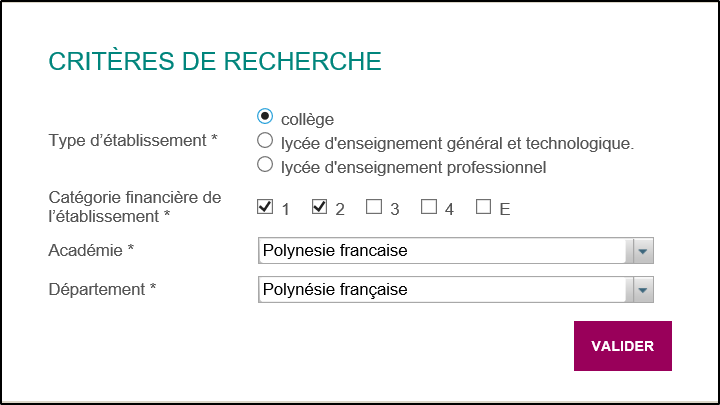 CRITÈRES DE RECHERCHE
Type d'établissement *
collège
lycée d'enseignement général et technologique.
lycée d'enseignement professionnel
Catégorie financière de
l'établissement *
1 2 3 4 E
Académie *
Polynesie francaise
Département *
Polynésie française
VALIDER